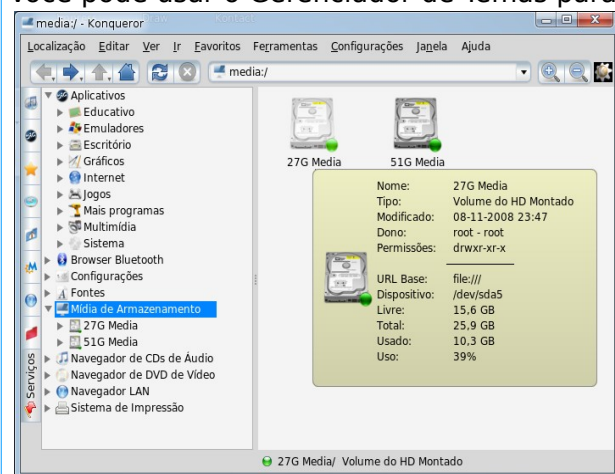 Você pode usar o Gerenciador de Temas para
media:/ - Konqueror
Localização Editar Ver Ir Favoritos Ferramentas Configurações Janela Ajuda
media:/
Aplicativos
Educativo
Emuladores
Escritório
Gráficos
Internet
Jogos
Mais programas
Multimídia
Sistema
Browser Bluetooth
Configurações
Fontes
Mídia de Armazenamento
27G Media
51G Media
Navegador de CDs de Áudio
Navegador de DVD de Vídeo
Navegador LAN
Sistema de Impressão
Serviços
27G Media
51G Media
Nome: 27G Media
Tipo: Volume do HD Montado
Modificado: 08-11-2008 23:47
Dono: root - root
Permissões: drwxr-xr-x
URL Base: file:///
Dispositivo: /dev/sda5
Livre: 15,6 GB
Total: 25,9 GB
Usado: 10,3 GB
Uso: 39%
27G Media/ Volume do HD Montado